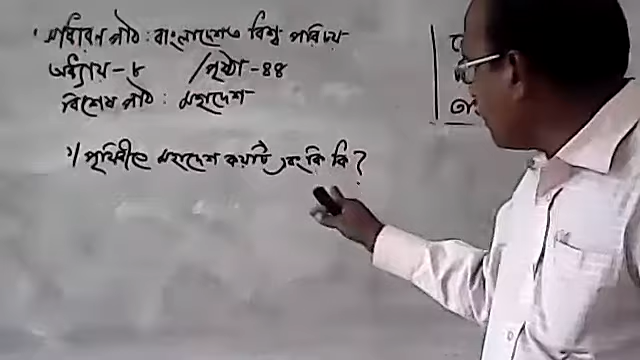 সাধারণ পাঠ : বাংলাদেশ ও বিশ্ব পরিচয়
অধ্যায় - ৮ / পৃষ্ঠা - ৪৪
বিশেষ পাঠ : মহাদেশ
১/ পৃথিবীতে মহাদেশ কয়টি এবং কি কি ?